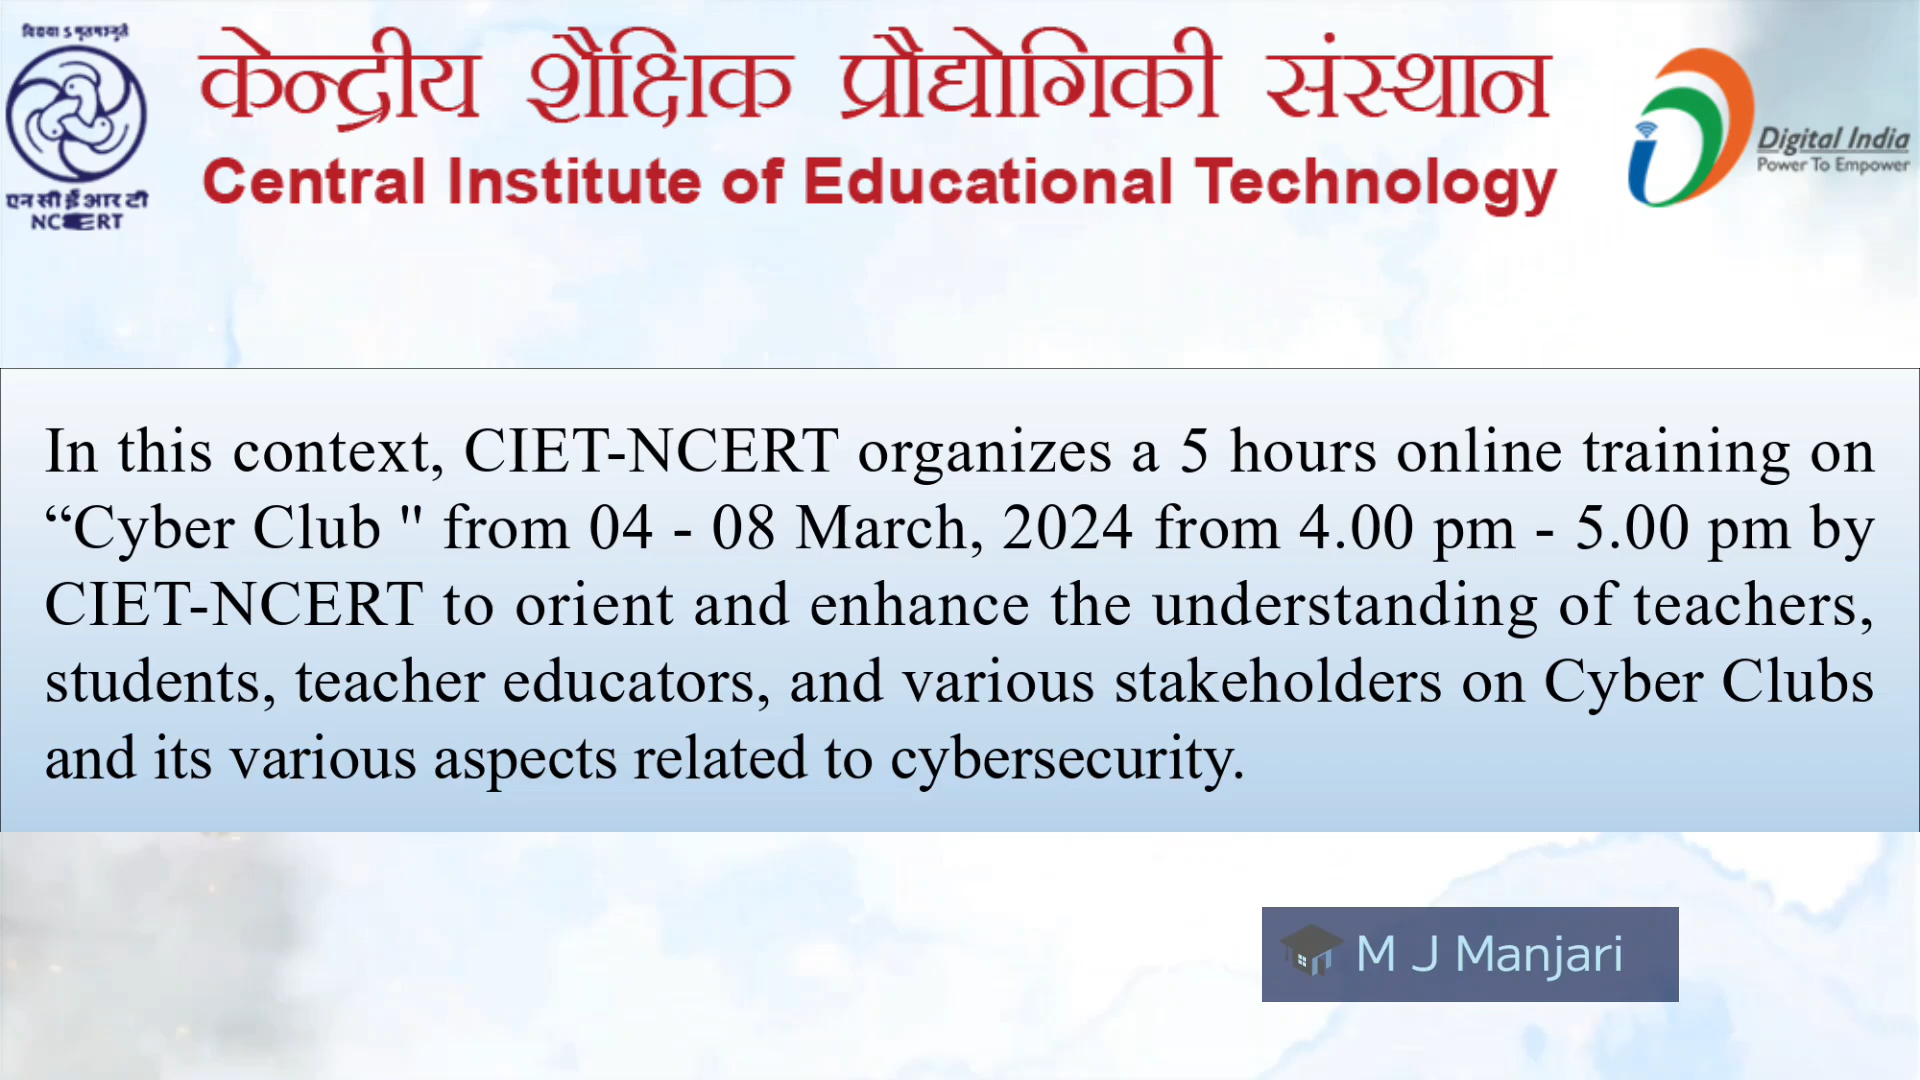 केन्द्रीय शैक्षिक प्रौद्योगिकी संस्थान
Central Institute of Educational Technology
एन सी ई आर टी
NCERT
Digital India
Power To Empower
In this context, CIET-NCERT organizes a 5 hours online training on
“Cyber Club " from 04 - 08 March, 2024 from 4.00 pm - 5.00 pm by
CIET-NCERT to orient and enhance the understanding of teachers,
students, teacher educators, and various stakeholders on Cyber Clubs
and its various aspects related to cybersecurity.
M J Manjari